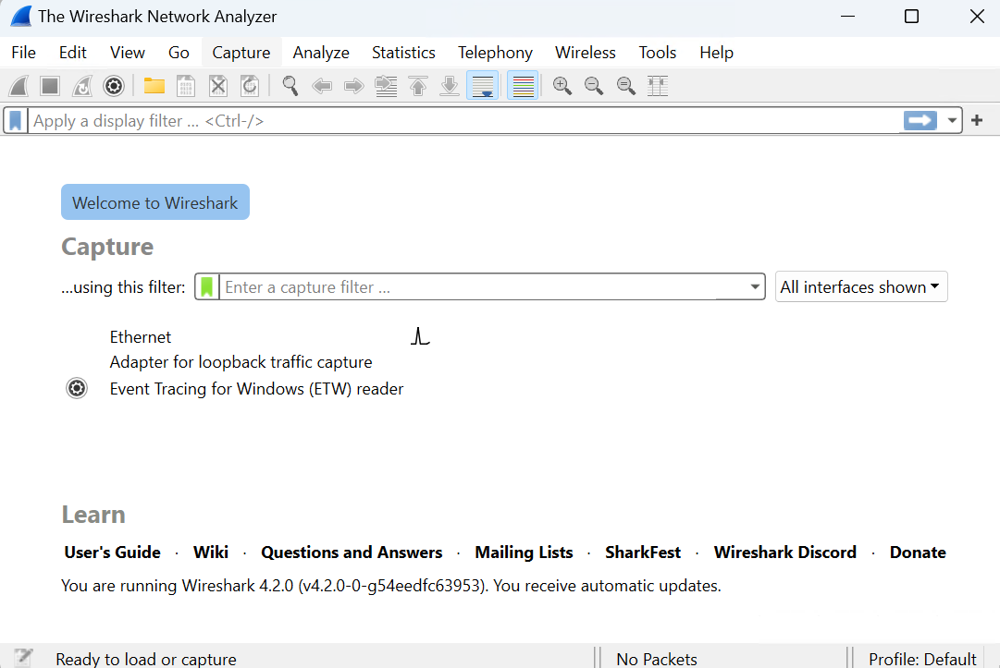 The Wireshark Network Analyzer
File Edit View Go Capture Analyze Statistics Telephony Wireless Tools Help
Apply a display filter ... <Ctrl-/>
Welcome to Wireshark
Capture
...using this filter: Enter a capture filter ... All interfaces shown
Ethernet
Adapter for loopback traffic capture
Event Tracing for Windows (ETW) reader
Learn
User's Guide · Wiki · Questions and Answers · Mailing Lists · SharkFest · Wireshark Discord · Donate
You are running Wireshark 4.2.0 (v4.2.0-0-g54eedfc63953). You receive automatic updates.
Ready to load or capture No Packets Profile: Default